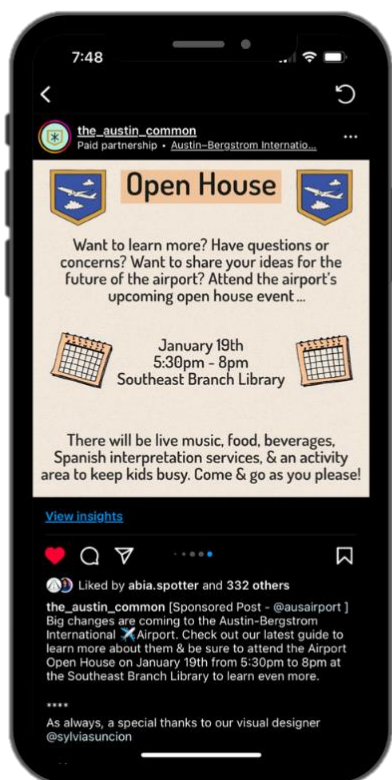 7:48
the_austin_common
Paid partnership • Austin–Bergstrom Internatio...
Open House
Want to learn more? Have questions or
concerns? Want to share your ideas for the
future of the airport? Attend the airport's
upcoming open house event...
January 19th
5:30pm - 8pm
Southeast Branch Library
There will be live music, food, beverages,
Spanish interpretation services, & an activity
area to keep kids busy. Come & go as you please!
View insights
Liked by abia.spotter and 332 others
the_austin_common [Sponsored Post - @ausairport ]
Big changes are coming to the Austin-Bergstrom
International ✈️Airport. Check out our latest guide to
learn more about them & be sure to attend the Airport
Open House on January 19th from 5:30pm to 8pm at
the Southeast Branch Library to learn even more.
****
As always, a special thanks to our visual designer
@sylviasuncion